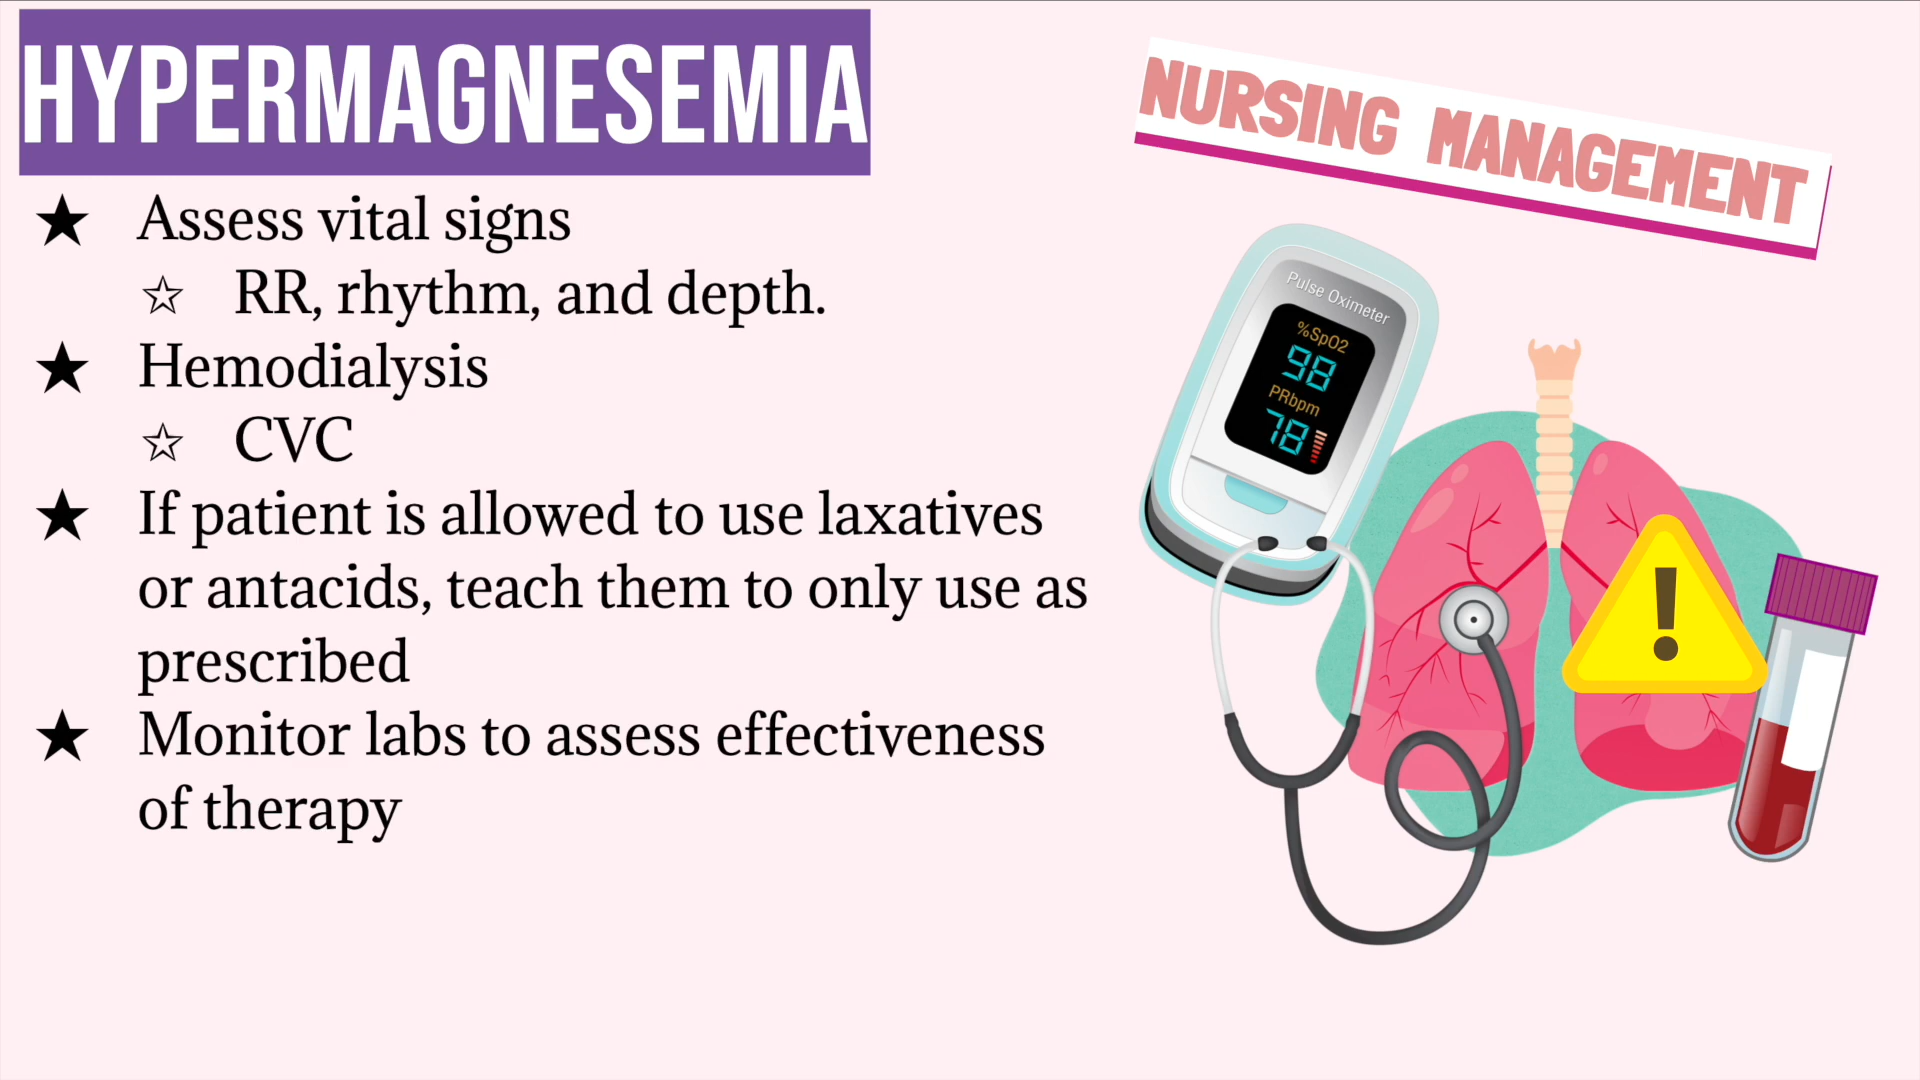 HYPERMAGNESEMIA
NURSING MANAGEMENT
★ Assess vital signs
☆ RR, rhythm, and depth.
★ Hemodialysis
☆ CVC
★ If patient is allowed to use laxatives
or antacids, teach them to only use as
prescribed
★ Monitor labs to assess effectiveness
of therapy
Pulse Oximeter
%SpO2
98
PRbpm
78
!